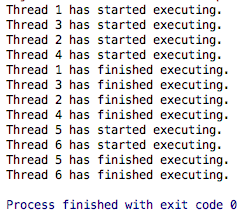 Thread 1 has started executing.
Thread 3 has started executing.
Thread 2 has started executing.
Thread 4 has started executing.
Thread 1 has finished executing.
Thread 3 has finished executing.
Thread 2 has finished executing.
Thread 4 has finished executing.
Thread 5 has started executing.
Thread 6 has started executing.
Thread 5 has finished executing.
Thread 6 has finished executing.
Process finished with exit code 0